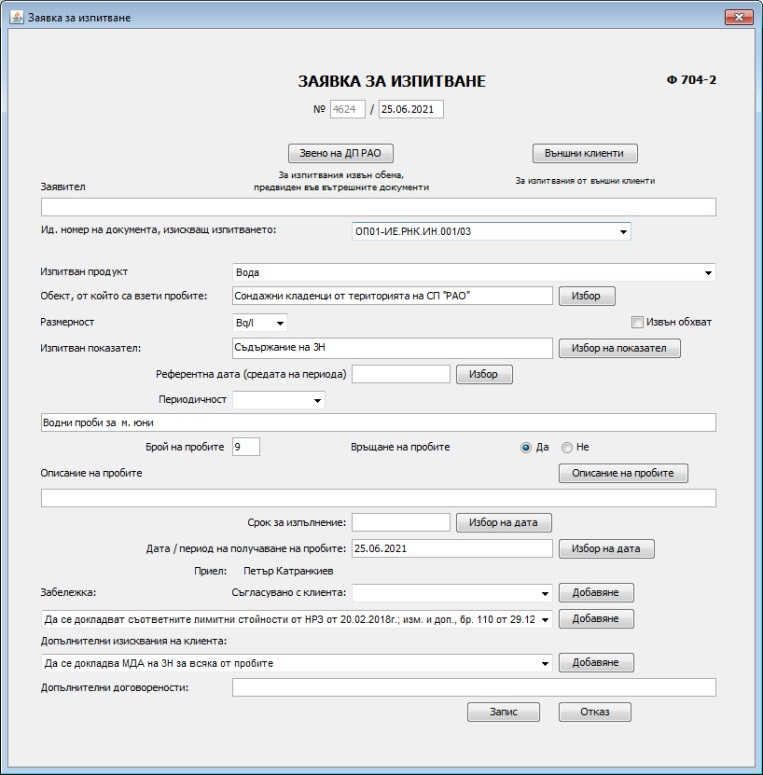 Заявка за изпитване
ЗАЯВКА ЗА ИЗПИТВАНЕ
Ф 704-2
№ 4624 / 25.06.2021
Звено на ДП РАО
Външни клиенти
За изпитвания извън обема,
предвиден във вътрешните документи
За изпитвания от външни клиенти
Заявител
Ид. номер на документа, изискващ изпитването: ОП01-ИЕ.РНК.ИН.001/03
Изпитван продукт Вода
Обект, от който са взети пробите: Сондажни кладенци от територията на СП "РАО" Избор
Размерност Bq/l Извън обхват
Изпитван показател: Съдържание на 3H Избор на показател
Референтна дата (средата на периода) Избор
Периодичност
Водни проби за м. юни
Брой на пробите 9 Връщане на пробите Да Не
Описание на пробите Описание на пробите
Срок за изпълнение: Избор на дата
Дата / период на получаване на пробите: 25.06.2021 Избор на дата
Приел: Петър Катранкиев
Забележка: Съгласувано с клиента: Добавяне
Да се докладват съответните лимитни стойности от НРЗ от 20.02.2018г.; изм. и доп., бр. 110 от 29.12 Добавяне
Допълнителни изисквания на клиента:
Да се докладва МДА на 3H за всяка от пробите Добавяне
Допълнителни договорености:
Запис Отказ